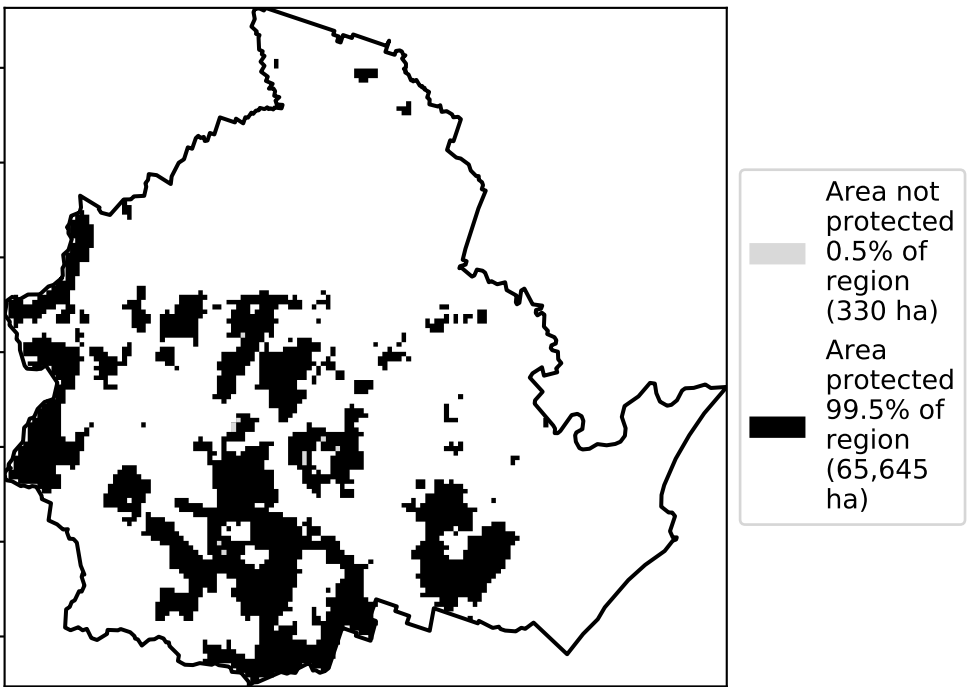 Area not
protected
0.5% of
region
(330 ha)
Area
protected
99.5% of
region
(65,645
ha)